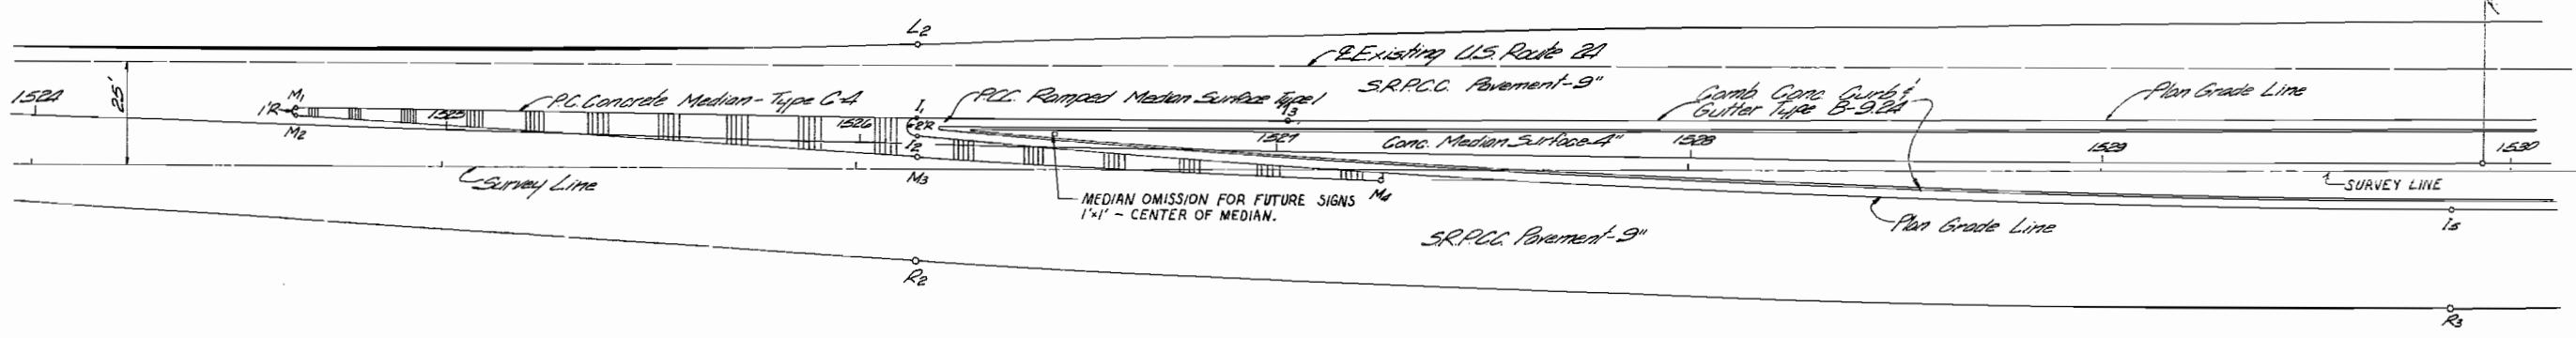 L2
℄ Existing U.S. Route 24
S.R.P.C.C. Pavement-9"
1524
25'
1'R
M1
M2
P.C. Concrete Median - Type C-4
1525
1526
I1
2'R
I2
M3
P.C.C. Ramped Median Surface Type 1
1527
Conc. Median Surface-4"
Comb. Conc. Curb &
Gutter Type B-9.24
1528
Plan Grade Line
1529
1530
Survey Line
MEDIAN OMISSION FOR FUTURE SIGNS
1'x1' - CENTER OF MEDIAN.
M4
SURVEY LINE
Plan Grade Line
S.R.P.C.C. Pavement-9"
I5
R2
R3